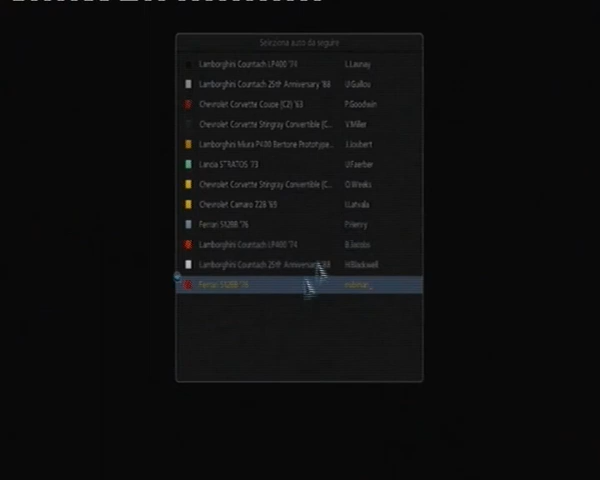 Seleziona auto da seguire
Lamborghini Countach LP400 '74 L.Launay
Lamborghini Countach 25th Anniversary '88 U.Guillou
Chevrolet Corvette Coupe (C2) '63 P.Goodwin
Chevrolet Corvette Stingray Convertible (C... V.Miller
Lamborghini Miura P400 Bertone Prototype... J.Joubert
Lancia STRATOS '73 U.Faerber
Chevrolet Corvette Stingray Convertible (C... O.Weeks
Chevrolet Camaro Z28 '69 U.Latvala
Ferrari 512BB '76 P.Henry
Lamborghini Countach LP400 '74 B.Jacobs
Lamborghini Countach 25th Anniversary '88 H.Blackwell
Ferrari 512BB '76